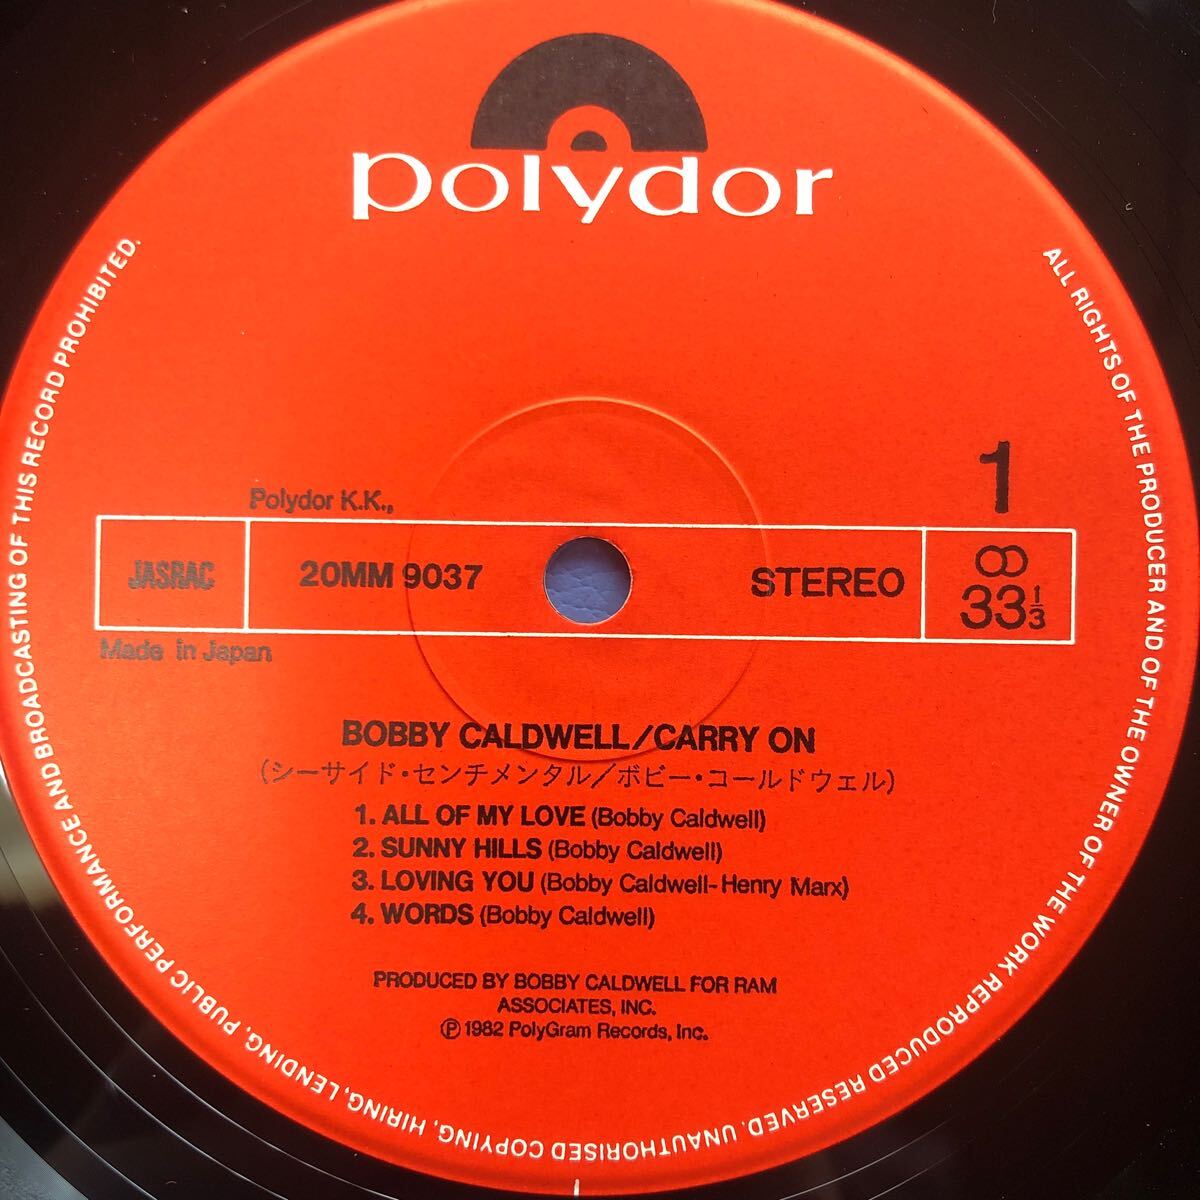 polydor
1
Polydor K.K.,
JASRAC
20MM 9037
STEREO
33 1/3
Made in Japan
BOBBY CALDWELL/CARRY ON
(シーサイド・センチメンタル/ボビー・コールドウェル)
1. ALL OF MY LOVE (Bobby Caldwell)
2. SUNNY HILLS (Bobby Caldwell)
3. LOVING YOU (Bobby Caldwell-Henry Marx)
4. WORDS (Bobby Caldwell)
PRODUCED BY BOBBY CALDWELL FOR RAM
ASSOCIATES, INC.
℗ 1982 PolyGram Records, Inc.
ALL RIGHTS OF THE PRODUCER AND OF THE OWNER OF THE WORK REPRODUCED RESERVED. UNAUTHORISED COPYING, HIRING, LENDING, PUBLIC PERFORMANCE AND BROADCASTING OF THIS RECORD PROHIBITED.